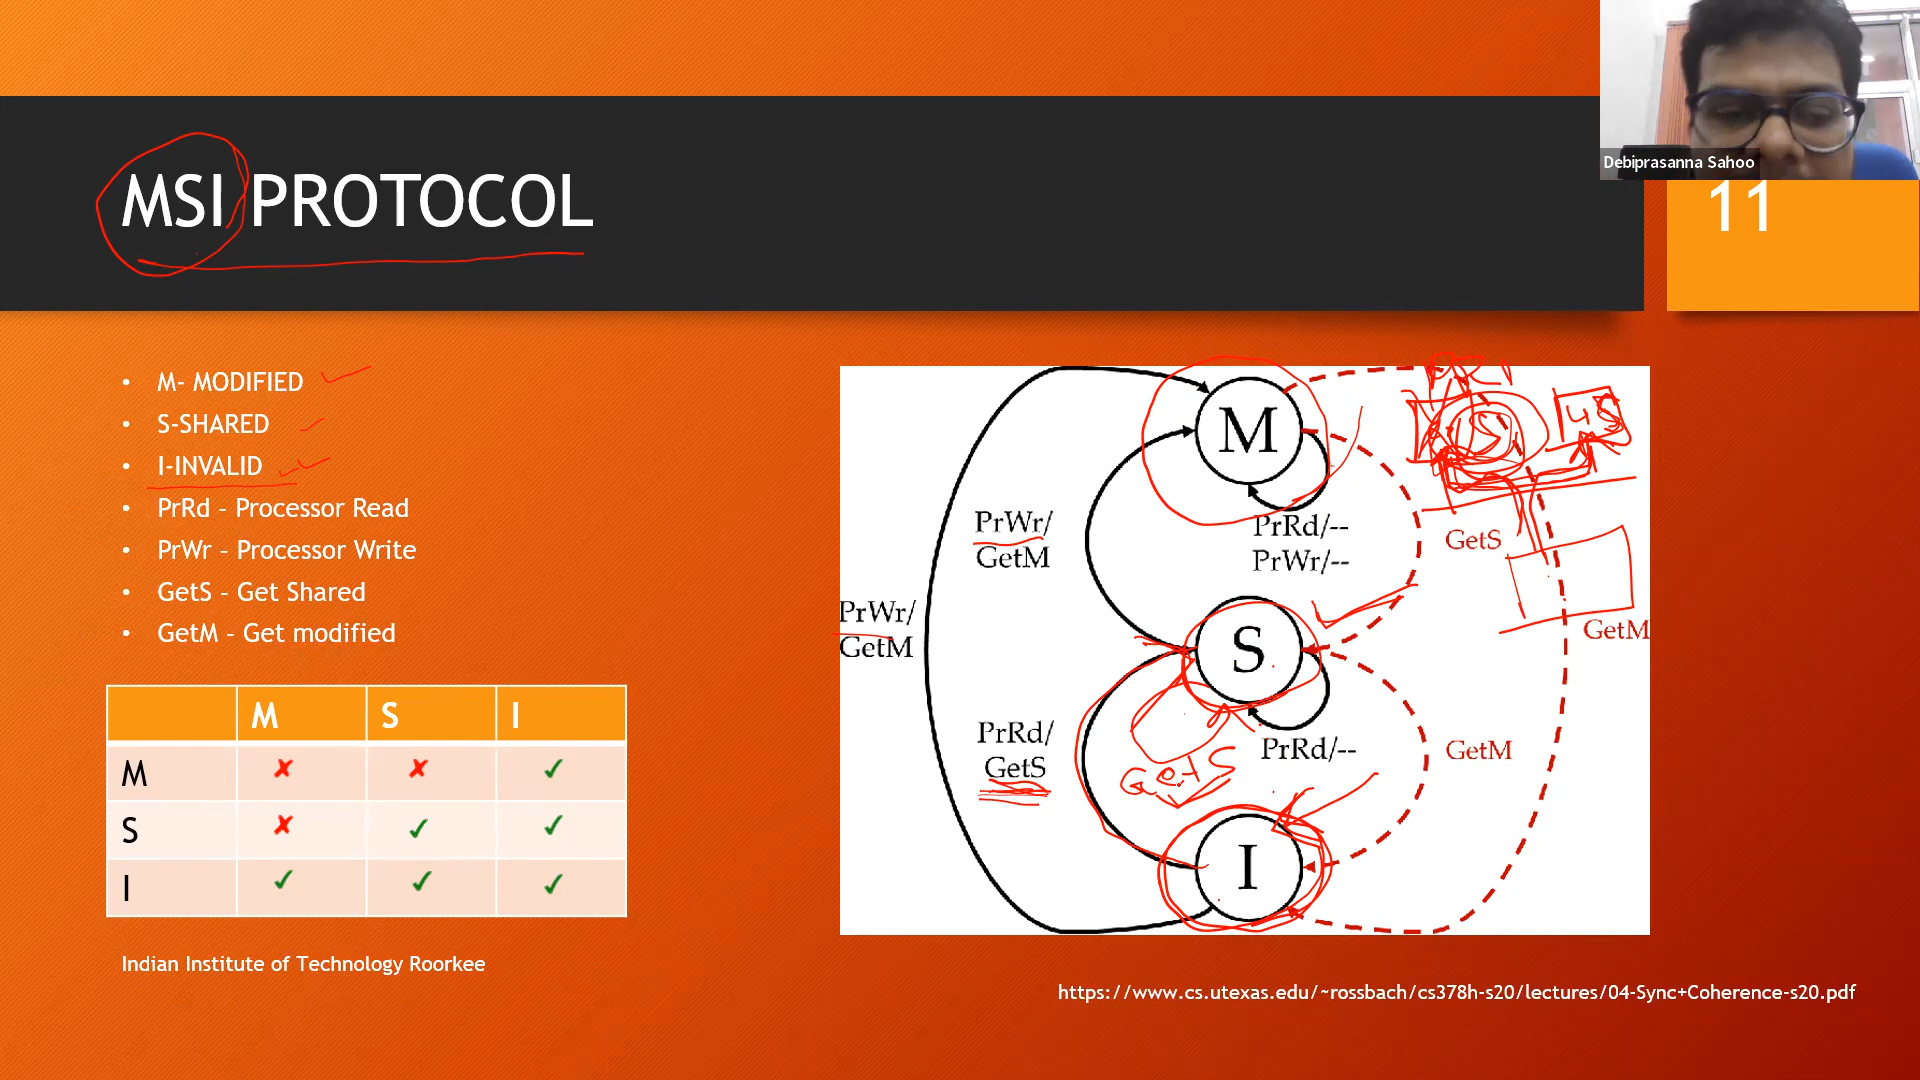 Debiprasanna Sahoo
11
MSI PROTOCOL
• M- MODIFIED
• S-SHARED
• I-INVALID
• PrRd – Processor Read
• PrWr – Processor Write
• GetS – Get Shared
• GetM – Get modified
M S I
M ✘ ✘ ✓
S ✘ ✓ ✓
I ✓ ✓ ✓
Indian Institute of Technology Roorkee
M
PrWr/
GetM
PrRd/--
PrWr/--
GetS
4 S
PrWr/
GetM
S
GetM
PrRd/
GetS
PrRd/--
GetM
GetS
I
https://www.cs.utexas.edu/~rossbach/cs378h-s20/lectures/04-Sync+Coherence-s20.pdf